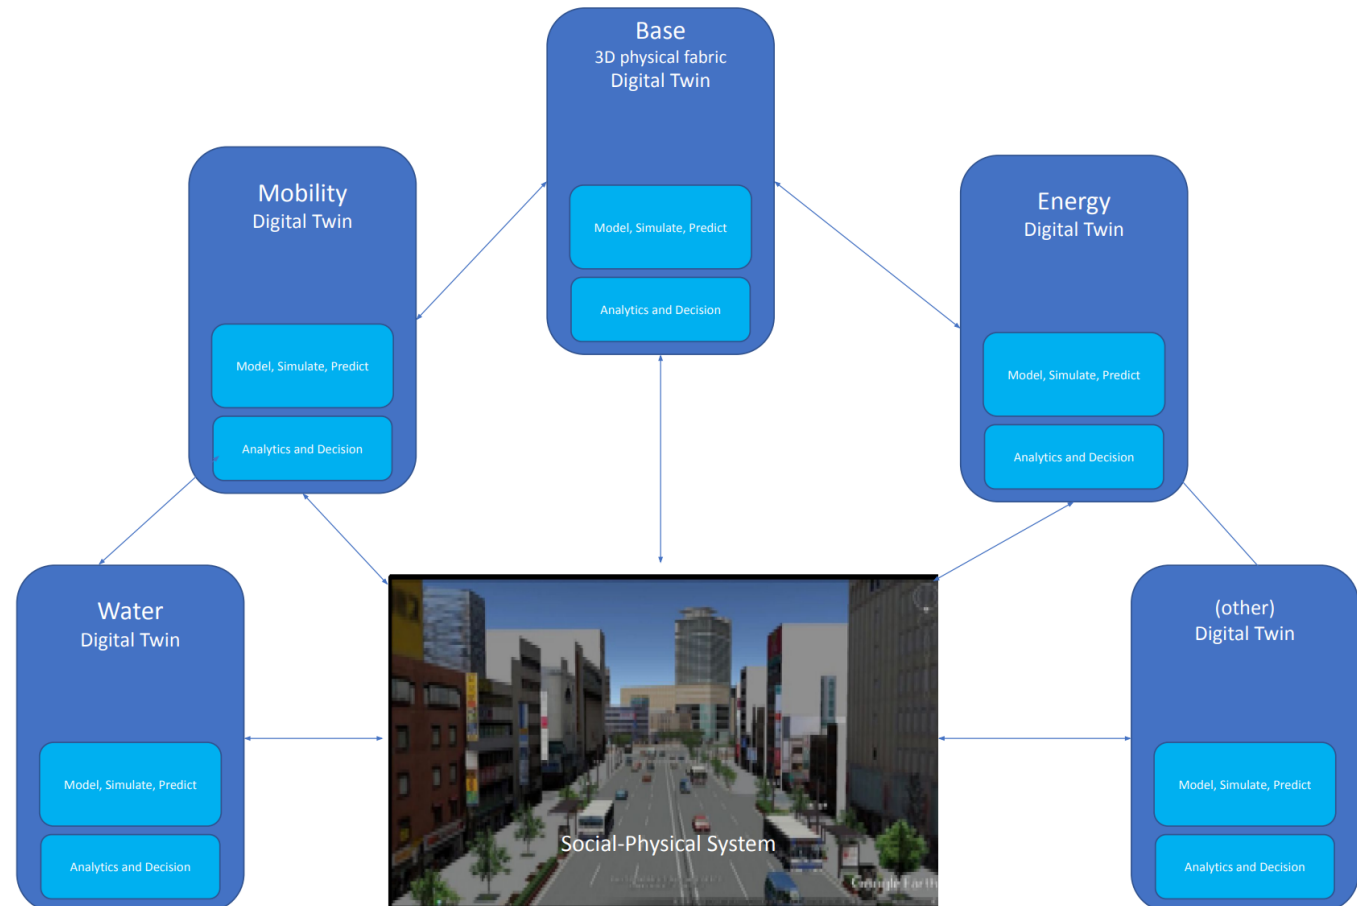 Base
3D physical fabric
Digital Twin
Model, Simulate, Predict
Analytics and Decision
Mobility
Digital Twin
Model, Simulate, Predict
Analytics and Decision
Energy
Digital Twin
Model, Simulate, Predict
Analytics and Decision
Water
Digital Twin
Model, Simulate, Predict
Analytics and Decision
Social-Physical System
Google Earth
(other)
Digital Twin
Model, Simulate, Predict
Analytics and Decision